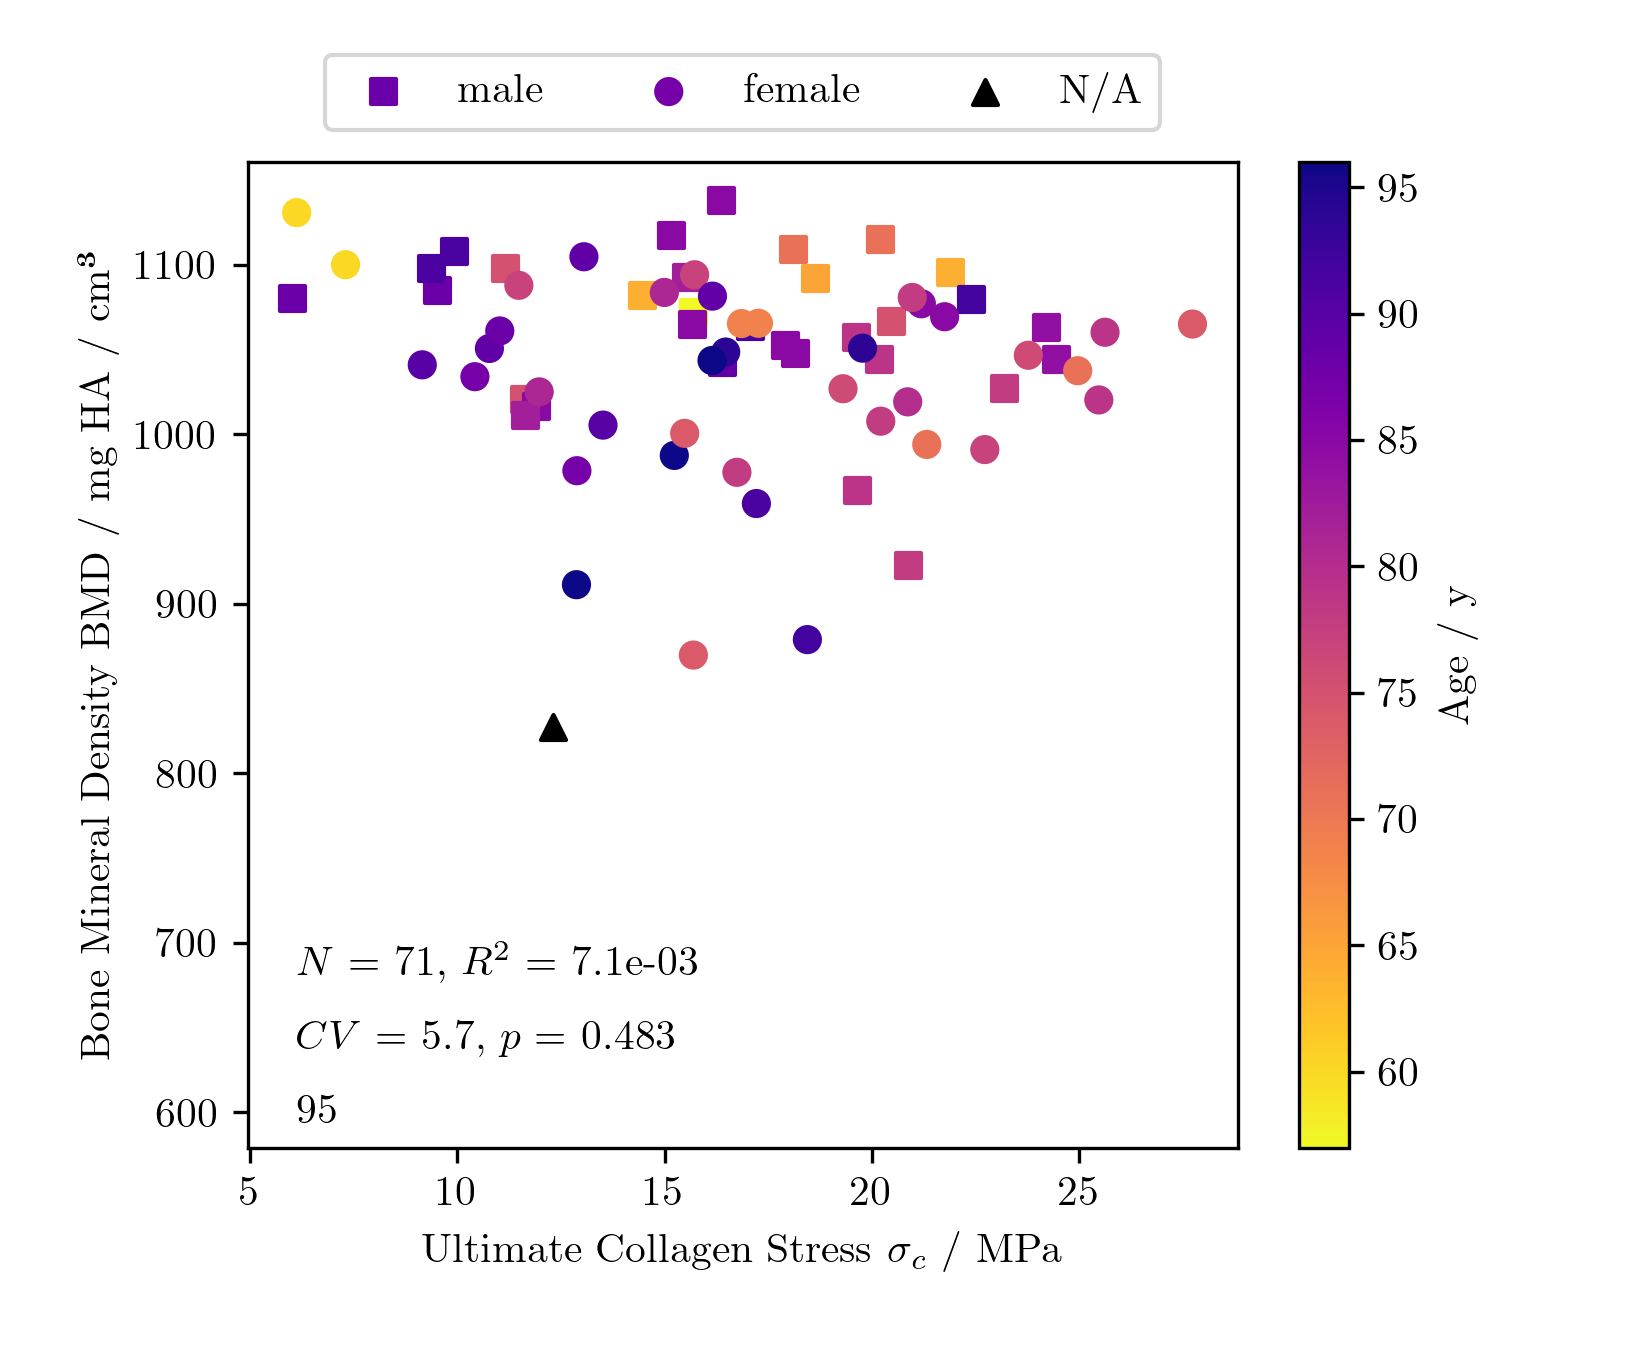 male female N/A
Bone Mineral Density BMD / mg HA / cm³
1100
1000
900
800
700
600
N = 71, R² = 7.1e-03
CV = 5.7, p = 0.483
95
5 10 15 20 25
Ultimate Collagen Stress σ_c / MPa
95
90
85
80
75
70
65
60
Age / y